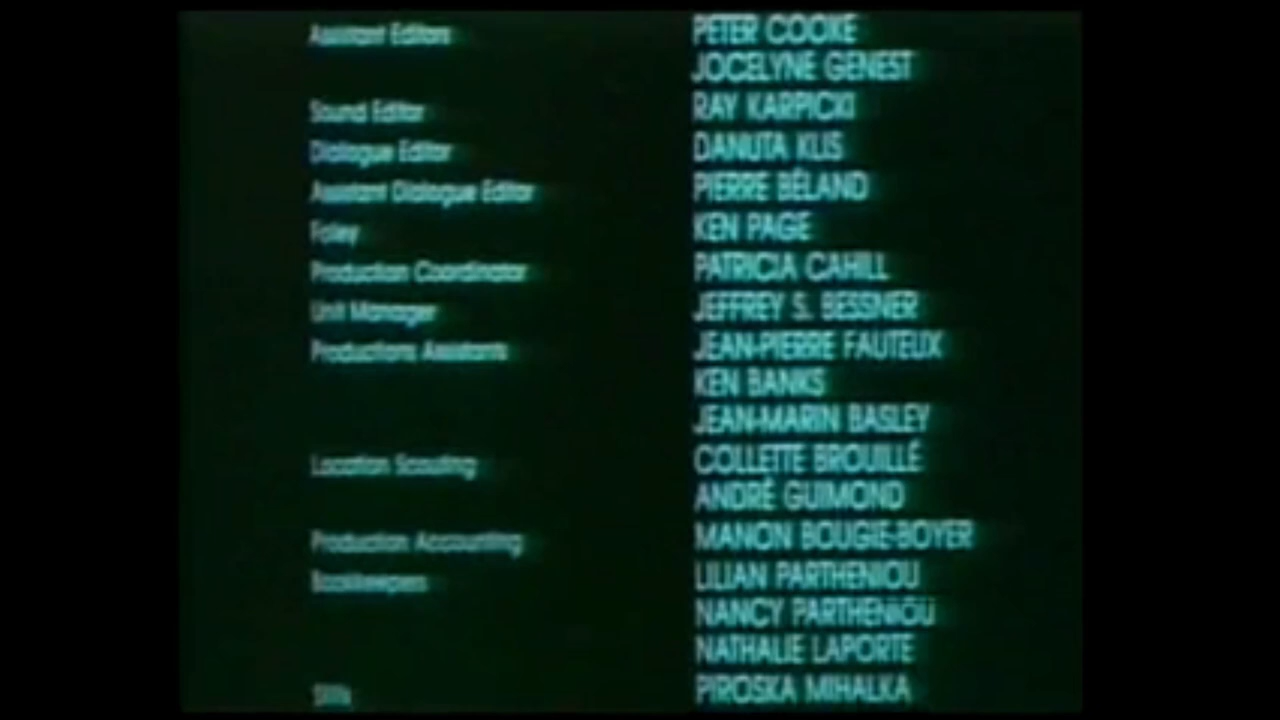 Assistant Editors PETER COOKE
JOCELYNE GENEST
Sound Editor RAY KARPICKI
Dialogue Editor DANUTA KLIS
Assistant Dialogue Editor PIERRE BÉLAND
Foley KEN PAGE
Production Coordinator PATRICIA CAHILL
Unit Manager JEFFREY S. BESSNER
Productions Assistants JEAN-PIERRE FAUTEUX
KEN BANKS
JEAN-MARIN BASLEY
Location Scouting COLLETTE BROUILLÉ
ANDRÉ GUIMOND
Production Accounting MANON BOUGIE-BOYER
Bookkeepers LILIAN PARTHENIOU
NANCY PARTHENIOU
NATHALIE LAPORTE
Stills PIROSKA MIHALKA